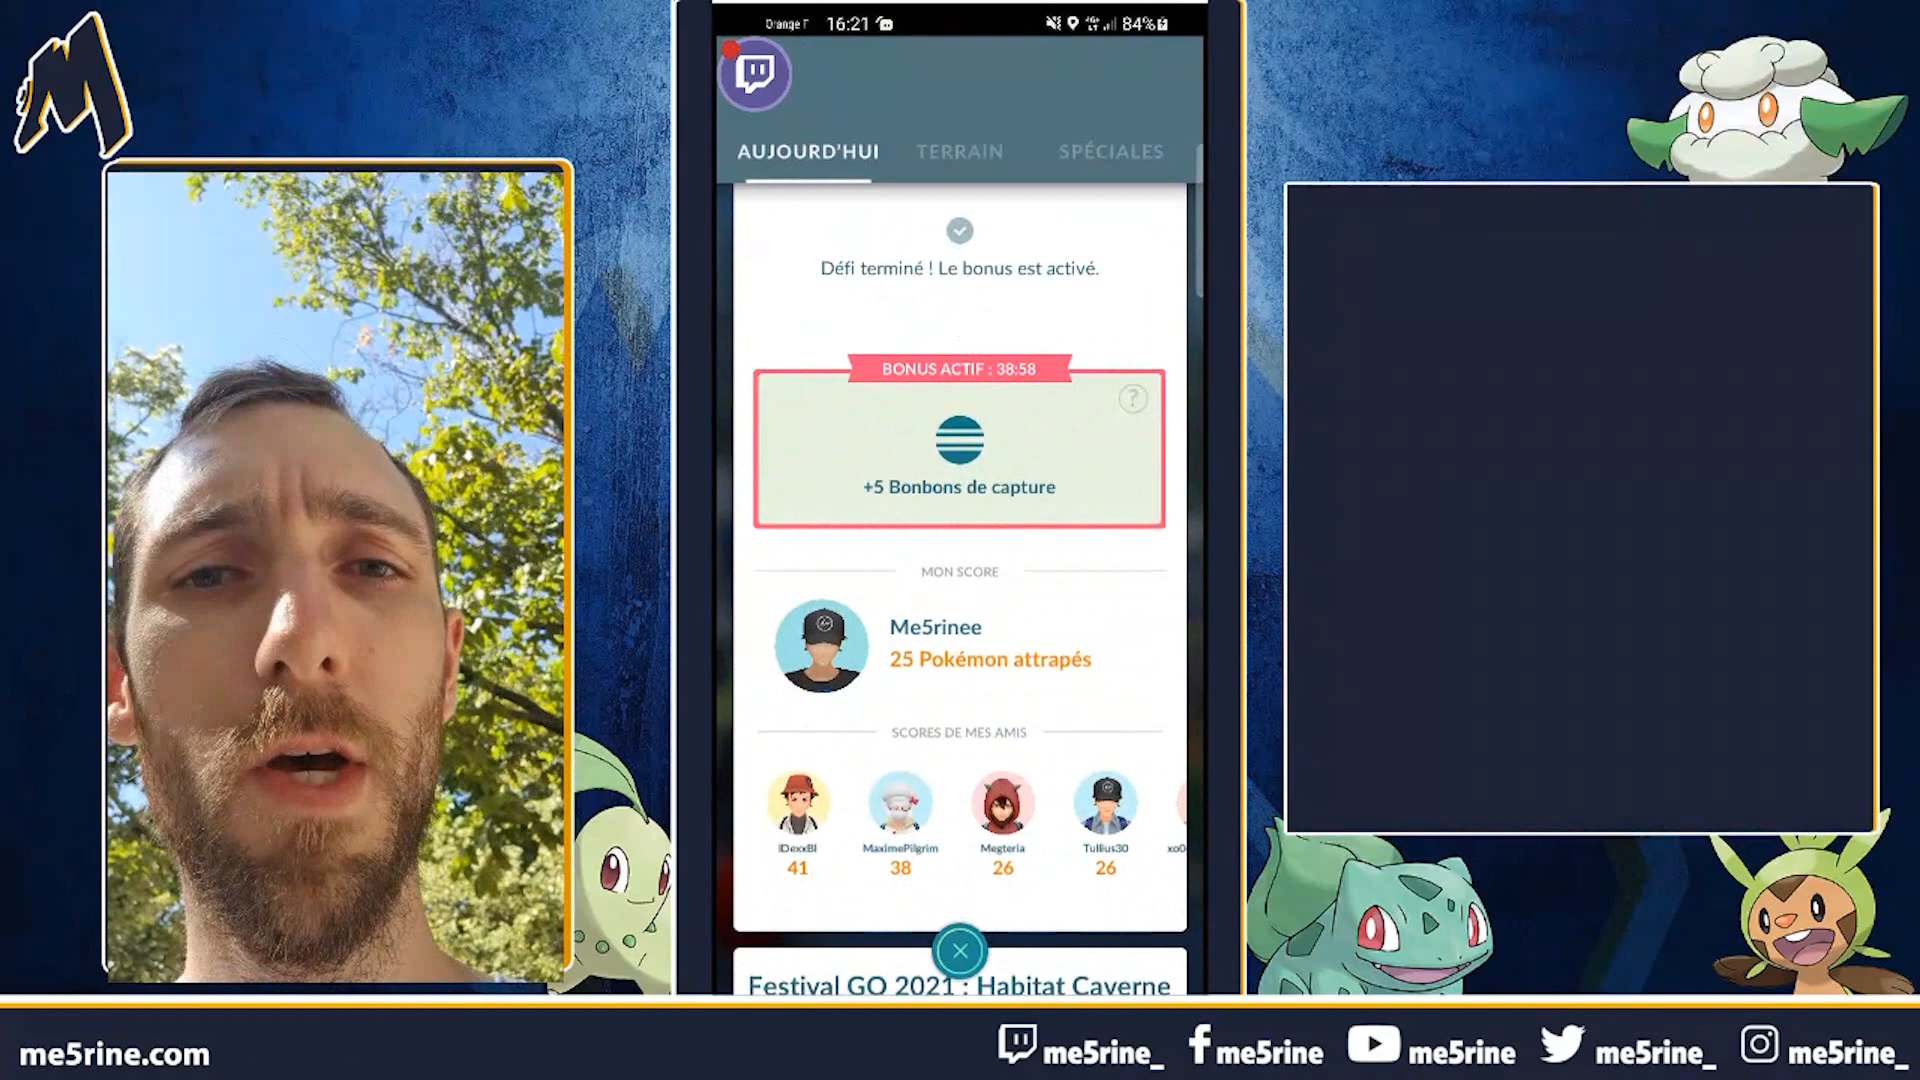 Orange F 16:21 84%
AUJOURD'HUI TERRAIN SPÉCIALES
Défi terminé ! Le bonus est activé.
BONUS ACTIF : 38:58
?
+5 Bonbons de capture
MON SCORE
Me5rinee
25 Pokémon attrapés
SCORES DE MES AMIS
IDexxBI MaximePilgrim Megteria Tullius30
41 38 26 26
Festival GO 2021 : Habitat Caverne
me5rine.com
me5rine_ me5rine me5rine me5rine_ me5rine_